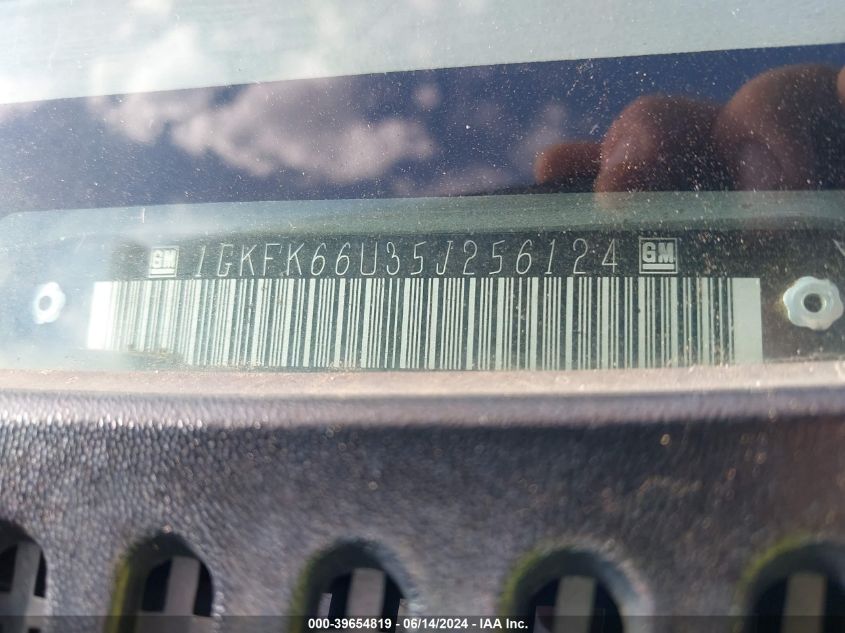 GM 1GKFK66U35J256124 GM
000-39654819 / 06/14/2024 / IAA Inc.